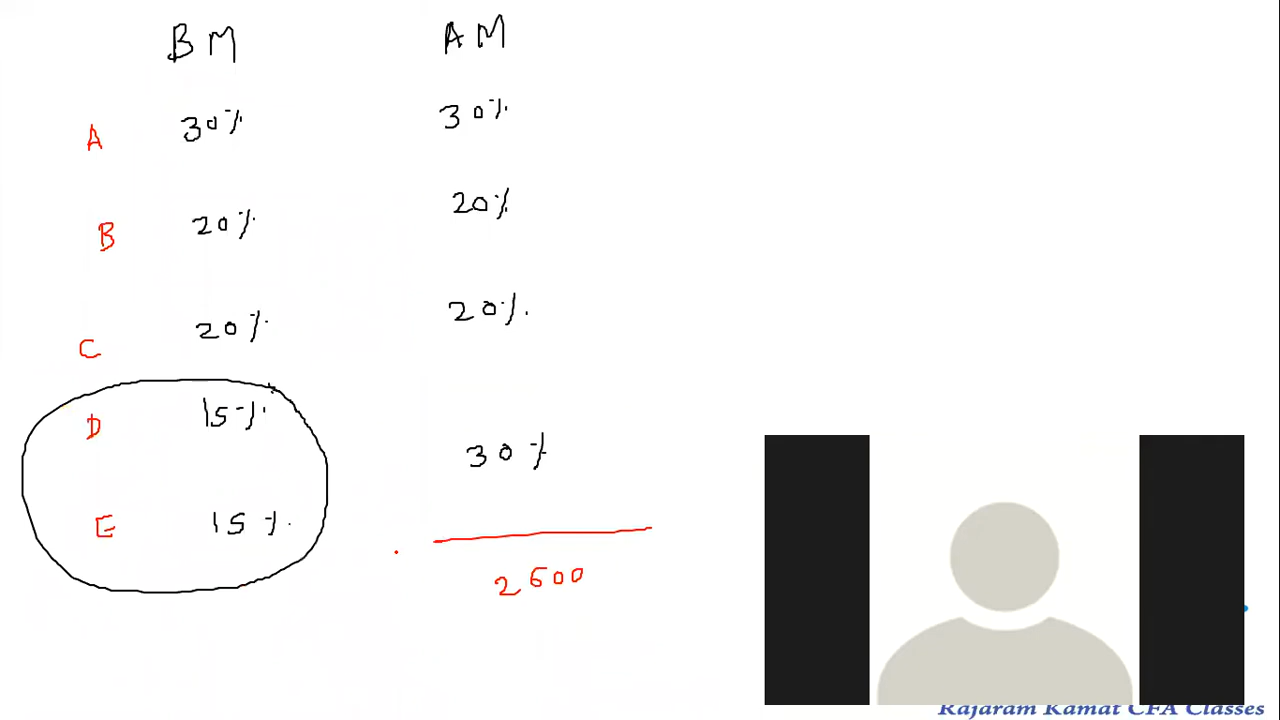 BM AM
A 30% 30%
B 20% 20%
C 20% 20%.
D 15%
30%
E 15%
2600
Rajaram Kamat CFA Classes